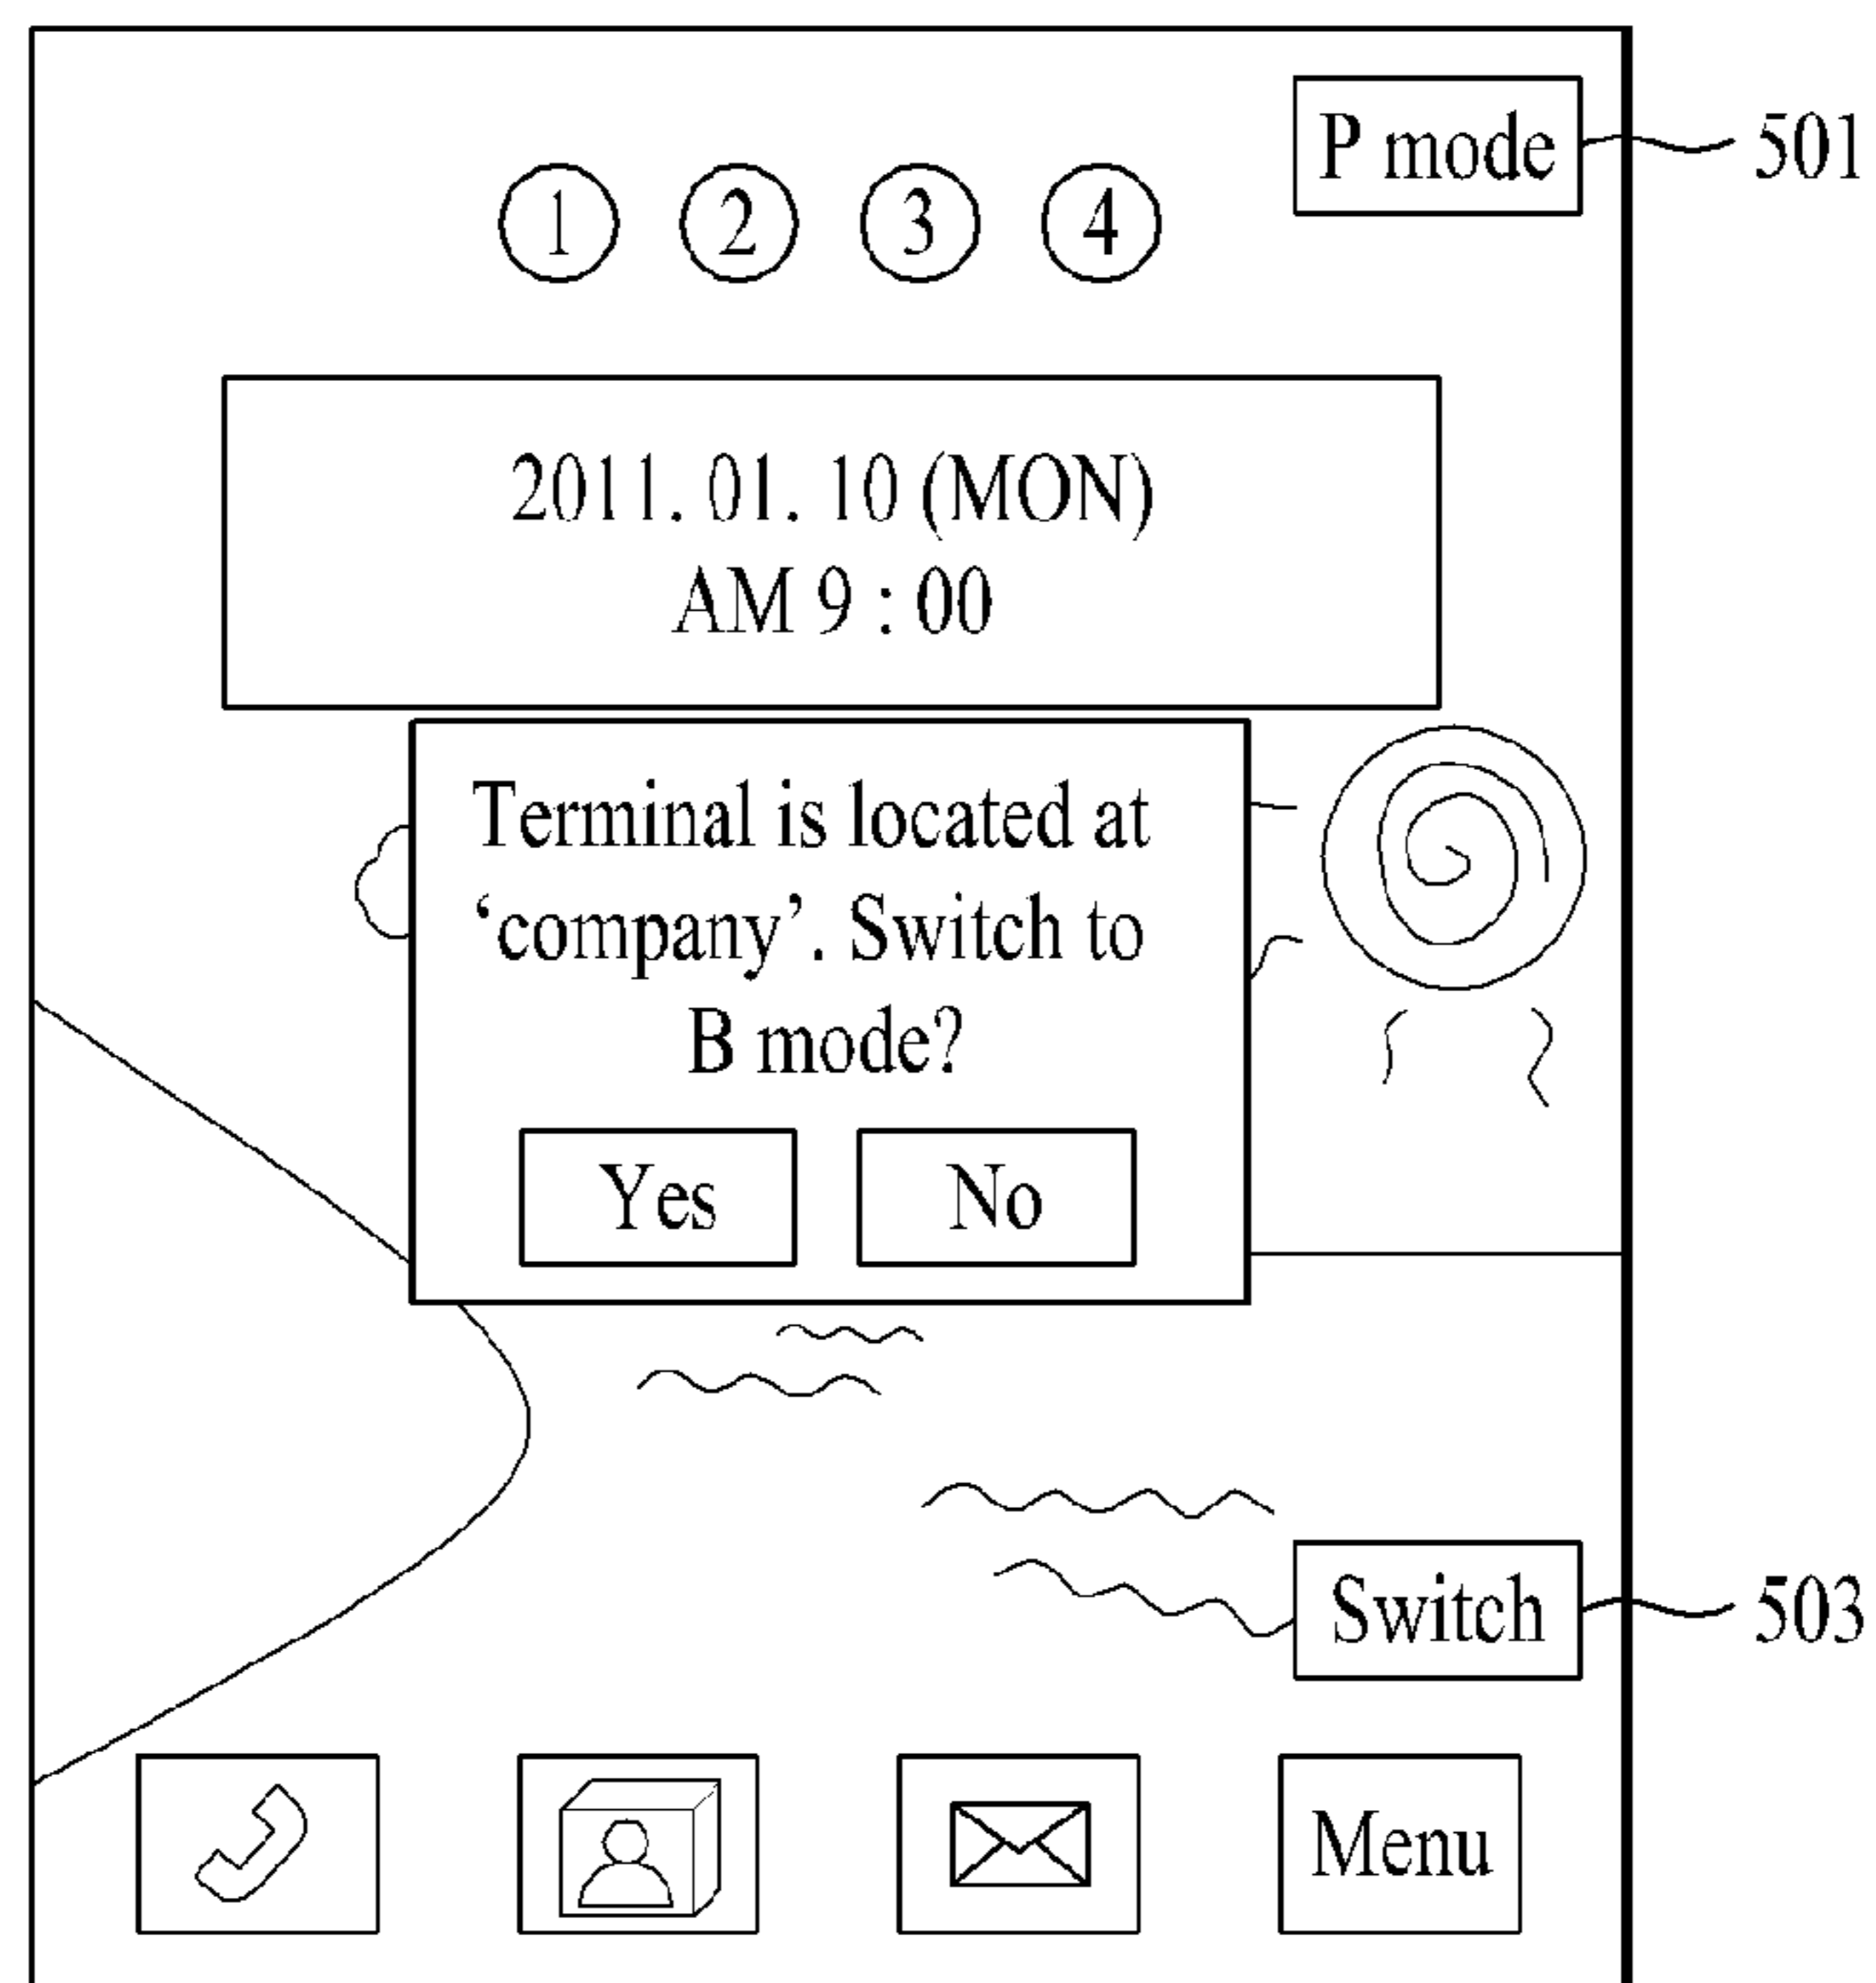 P mode
501
1 2 3 4
2011. 01. 10 (MON)
AM 9 : 00
Terminal is located at
‘company’. Switch to
B mode?
Yes No
Switch
503
Menu